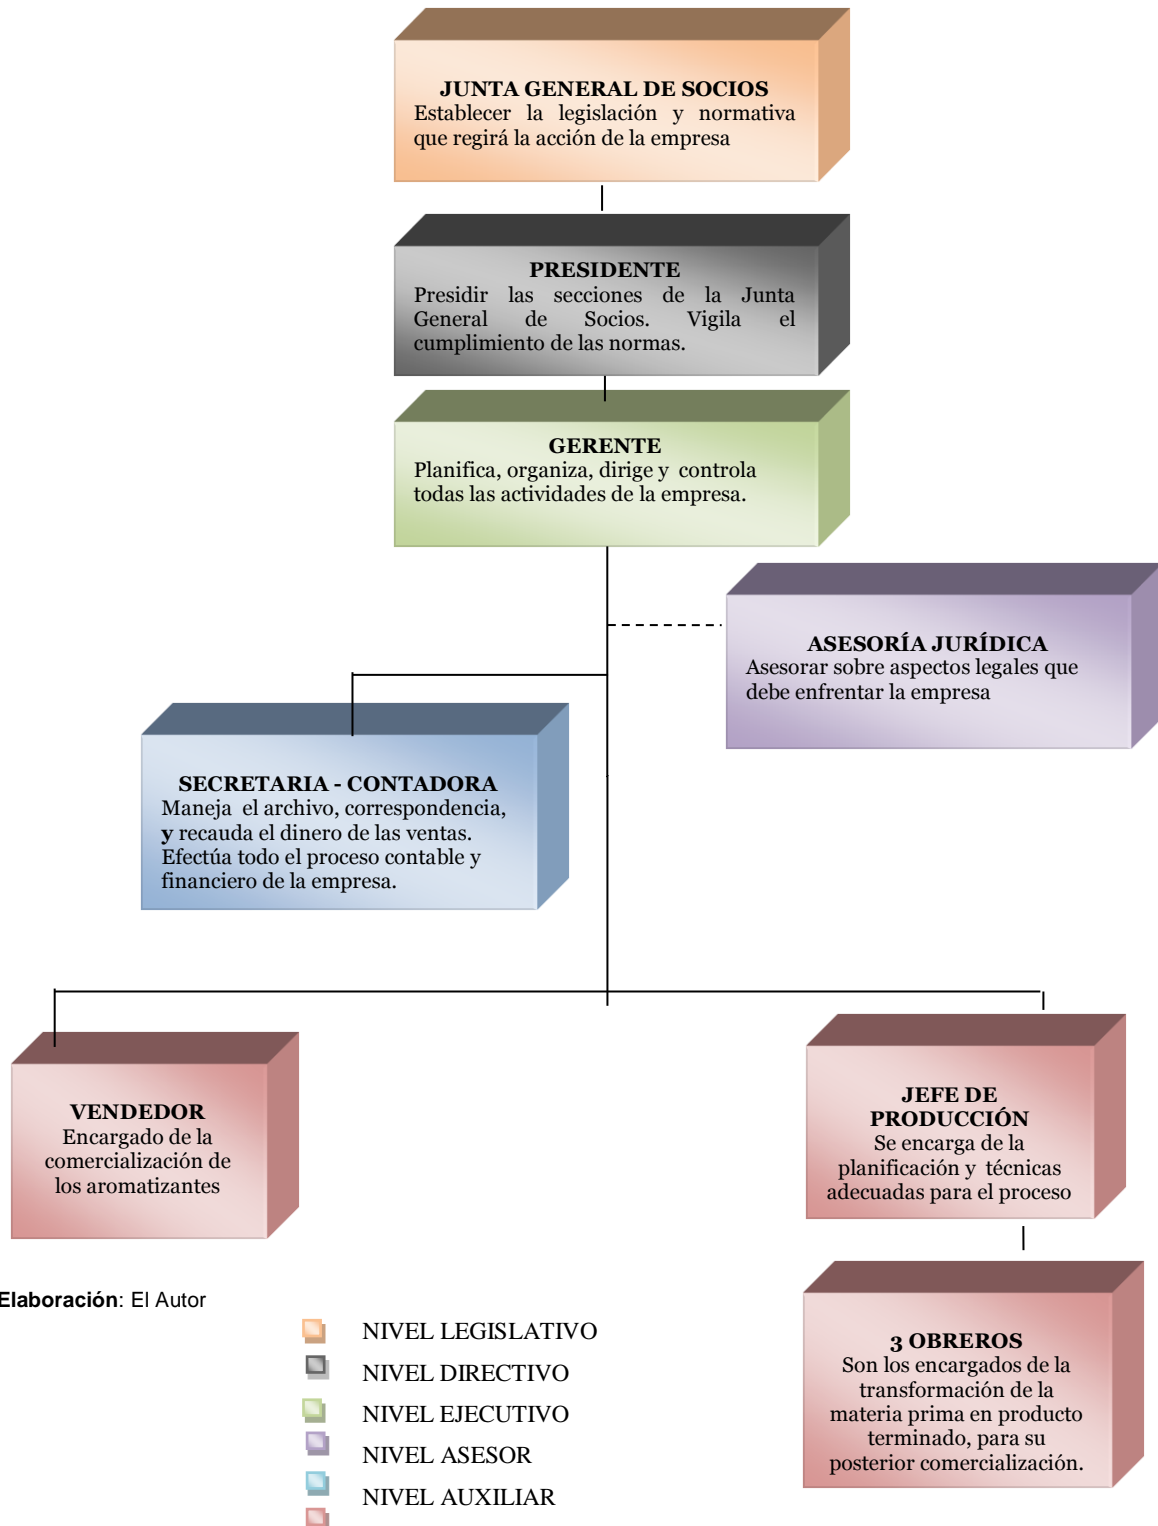 JUNTA GENERAL DE SOCIOS
Establecer la legislación y normativa
que regirá la acción de la empresa
PRESIDENTE
Presidir las secciones de la Junta
General de Socios. Vigila el
cumplimiento de las normas.
GERENTE
Planifica, organiza, dirige y controla
todas las actividades de la empresa.
ASESORÍA JURÍDICA
Asesorar sobre aspectos legales que
debe enfrentar la empresa
SECRETARIA - CONTADORA
Maneja el archivo, correspondencia,
y recauda el dinero de las ventas.
Efectúa todo el proceso contable y
financiero de la empresa.
VENDEDOR
Encargado de la
comercialización de
los aromatizantes
JEFE DE
PRODUCCIÓN
Se encarga de la
planificación y técnicas
adecuadas para el proceso
3 OBREROS
Son los encargados de la
transformación de la
materia prima en producto
terminado, para su
posterior comercialización.
Elaboración: El Autor
NIVEL LEGISLATIVO
NIVEL DIRECTIVO
NIVEL EJECUTIVO
NIVEL ASESOR
NIVEL AUXILIAR